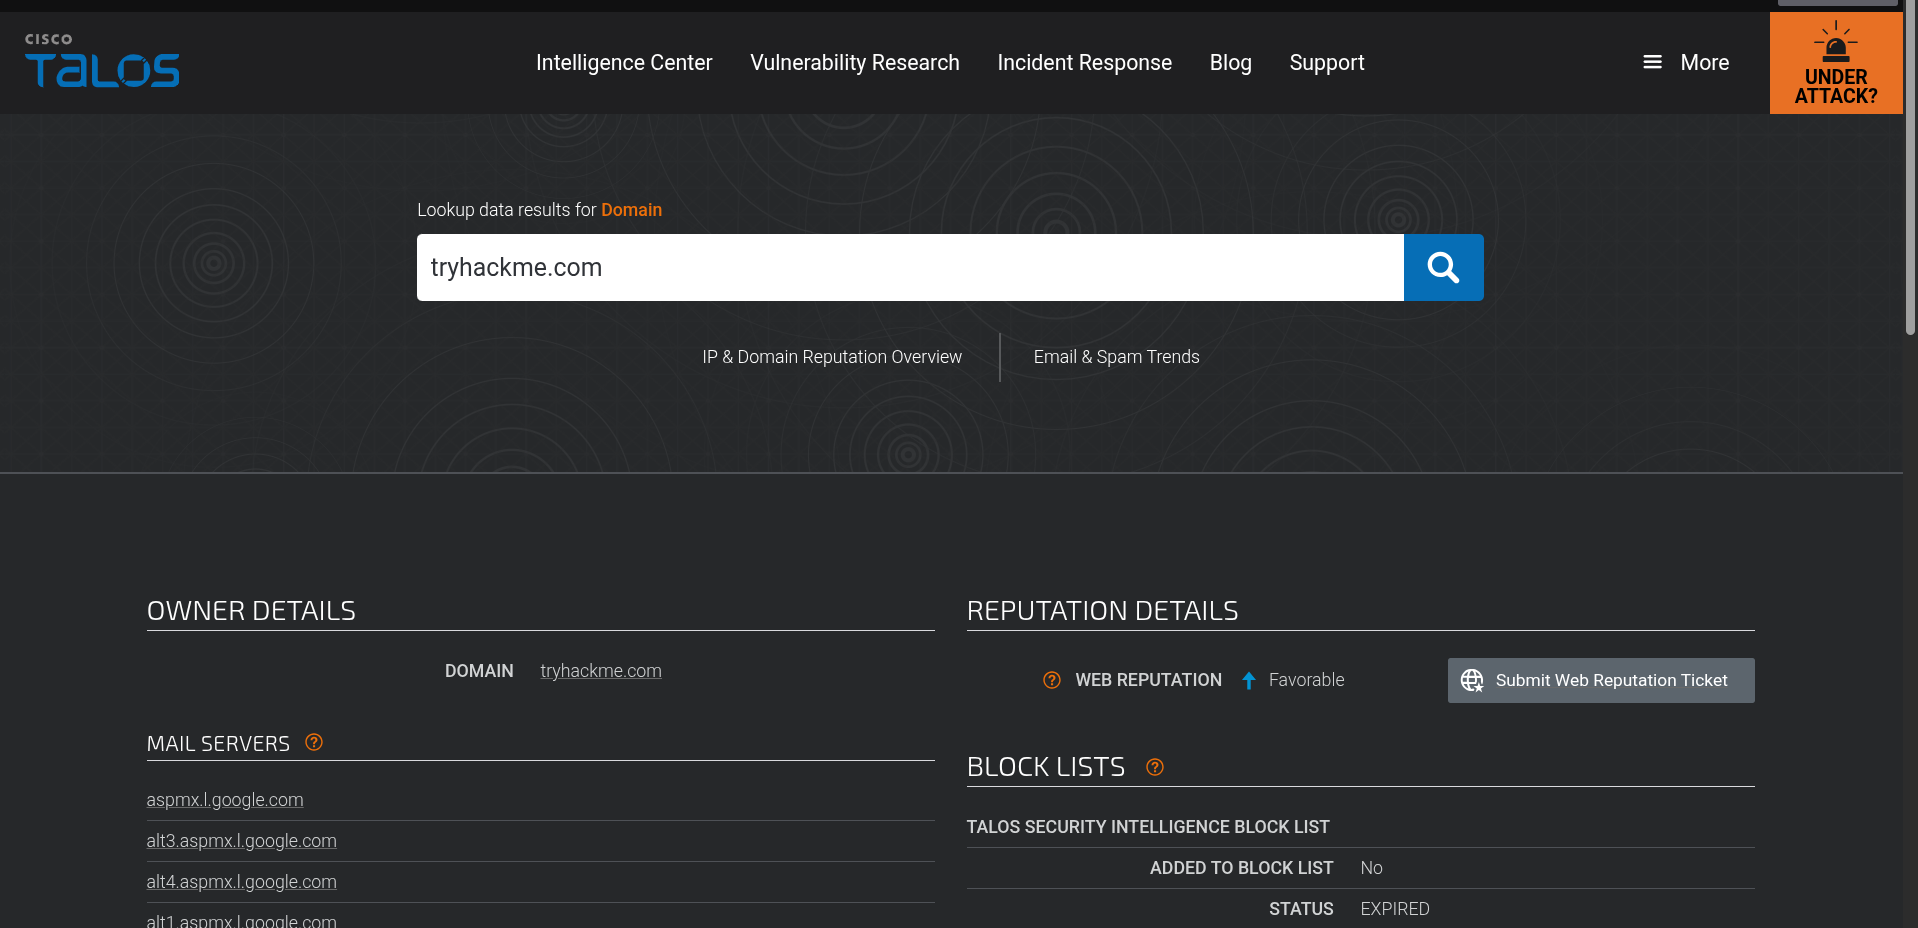 CISCO
TALOS
Intelligence Center
Vulnerability Research
Incident Response
Blog
Support
More
UNDER
ATTACK?
Lookup data results for Domain
tryhackme.com
IP & Domain Reputation Overview
Email & Spam Trends
OWNER DETAILS
DOMAIN tryhackme.com
MAIL SERVERS ?
aspmx.l.google.com
alt3.aspmx.l.google.com
alt4.aspmx.l.google.com
alt1.aspmx.l.google.com
REPUTATION DETAILS
? WEB REPUTATION Favorable
Submit Web Reputation Ticket
BLOCK LISTS ?
TALOS SECURITY INTELLIGENCE BLOCK LIST
ADDED TO BLOCK LIST No
STATUS EXPIRED